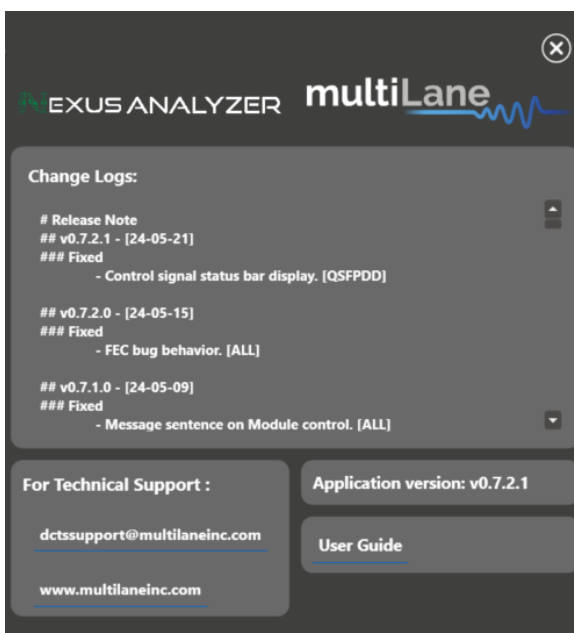 NEXUS ANALYZER
multiLane
Change Logs:
# Release Note
## v0.7.2.1 - [24-05-21]
### Fixed
- Control signal status bar display. [QSFPDD]
## v0.7.2.0 - [24-05-15]
### Fixed
- FEC bug behavior. [ALL]
## v0.7.1.0 - [24-05-09]
### Fixed
- Message sentence on Module control. [ALL]
For Technical Support :
dctssupport@multilaneinc.com
www.multilaneinc.com
Application version: v0.7.2.1
User Guide